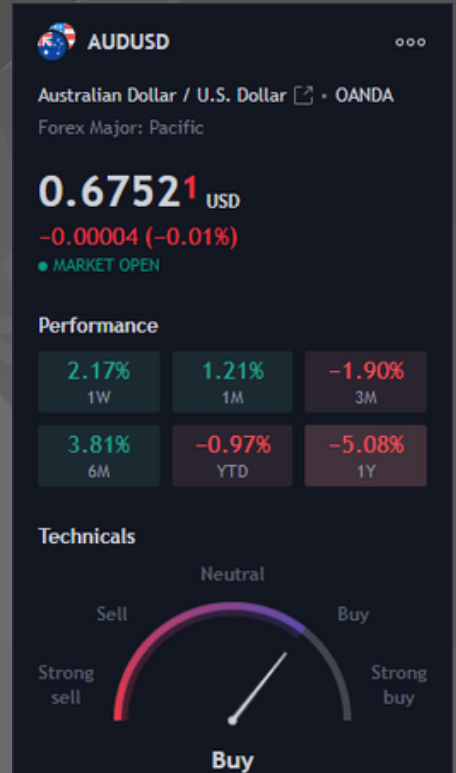 AUDUSD
Australian Dollar / U.S. Dollar • OANDA
Forex Major: Pacific
0.67521 USD
−0.00004 (−0.01%)
• MARKET OPEN
Performance
2.17% 1.21% −1.90%
1W 1M 3M
3.81% −0.97% −5.08%
6M YTD 1Y
Technicals
Neutral
Sell Buy
Strong Strong
sell buy
Buy